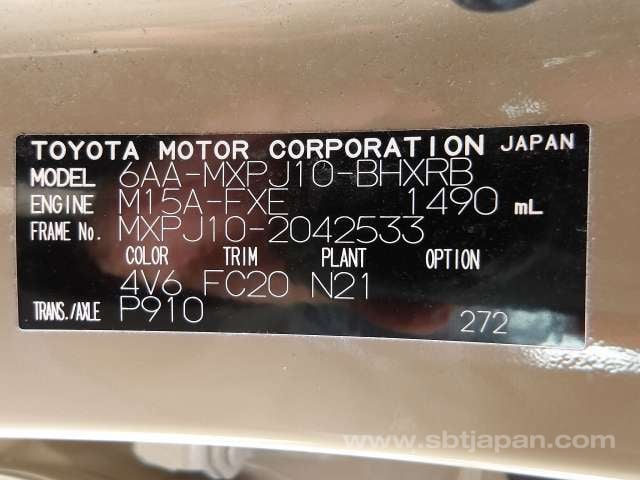 TOYOTA MOTOR CORPORATION JAPAN
MODEL 6AA-MXPJ10-BHXRB
ENGINE M15A-FXE 1490 mL
FRAME No. MXPJ10-2042533
COLOR TRIM PLANT OPTION
4V6 FC20 N21
TRANS./AXLE P910
272
www.sbtjapan.com